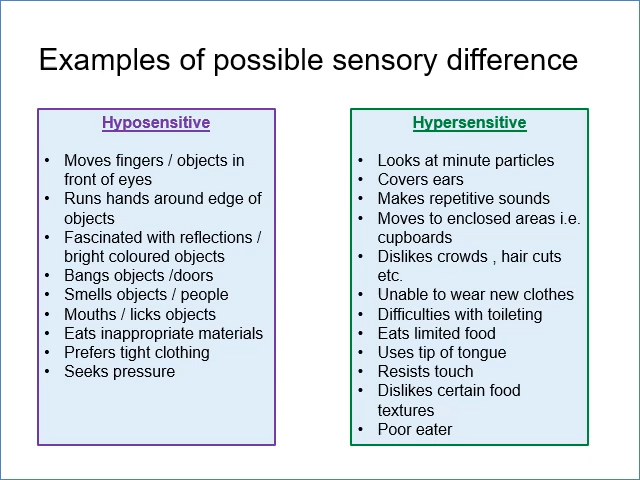 Examples of possible sensory difference
Hyposensitive
• Moves fingers / objects in
front of eyes
• Runs hands around edge of
objects
• Fascinated with reflections /
bright coloured objects
• Bangs objects /doors
• Smells objects / people
• Mouths / licks objects
• Eats inappropriate materials
• Prefers tight clothing
• Seeks pressure
Hypersensitive
• Looks at minute particles
• Covers ears
• Makes repetitive sounds
• Moves to enclosed areas i.e.
cupboards
• Dislikes crowds , hair cuts
etc.
• Unable to wear new clothes
• Difficulties with toileting
• Eats limited food
• Uses tip of tongue
• Resists touch
• Dislikes certain food
textures
• Poor eater